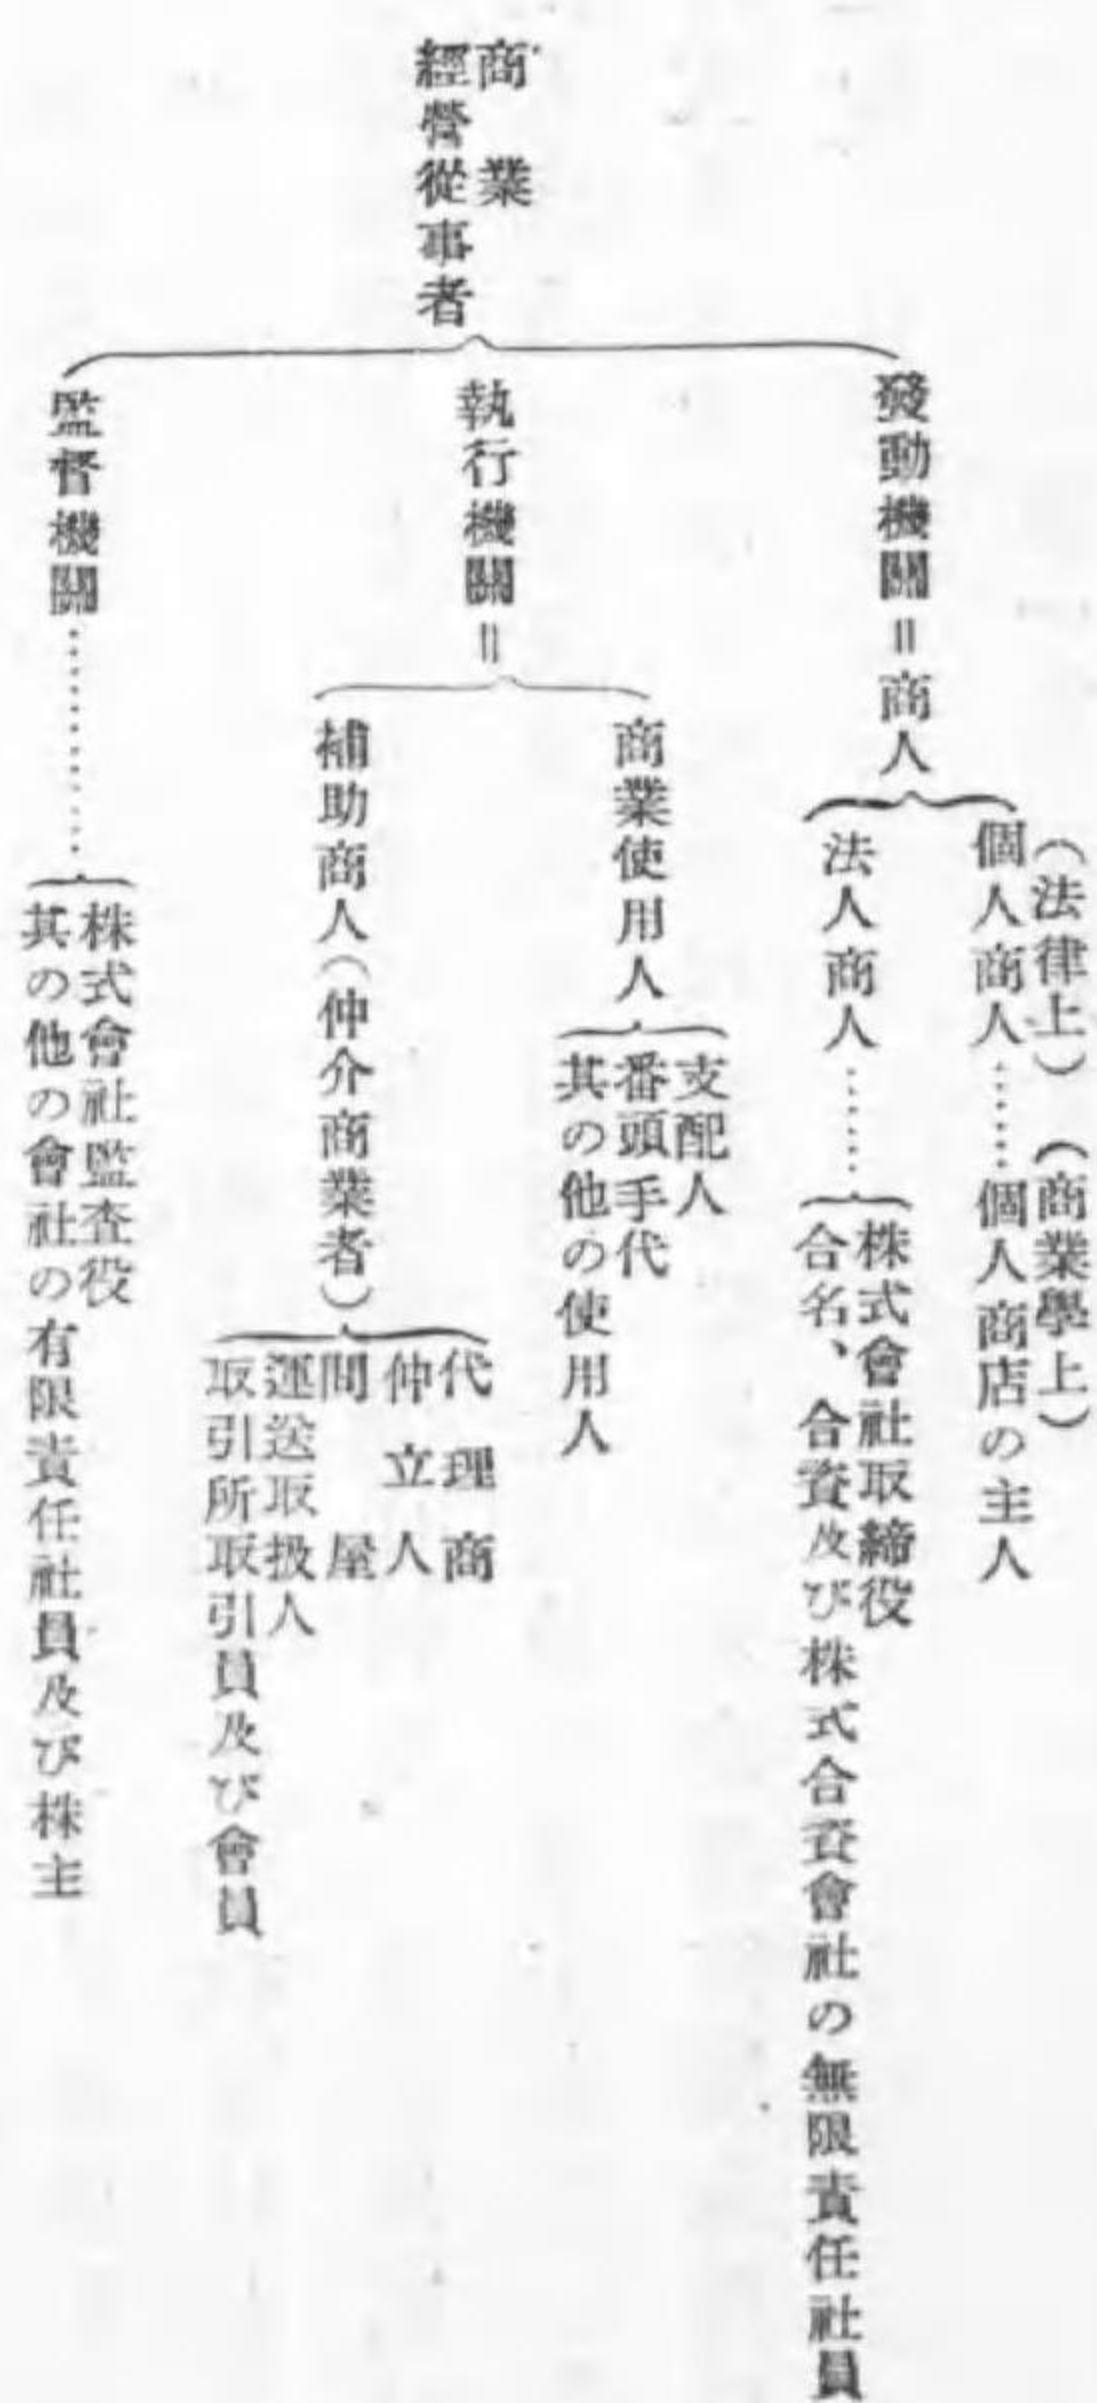 商業
經營從事者
發動機關＝商人
（法律上）（商業學上）
個人商人……個人商店の主人
法人商人……
株式會社取締役
合名、合資及び株式合資會社の無限責任社員
執行機關＝
商業使用人
支配人
番頭手代
其の他の使用人
補助商人（仲介商業者）
代理商
仲立人
問屋
運送取扱人
取引所取引員及び會員
監督機關…………
株式會社監査役
其の他の會社の有限責任社員及び株主